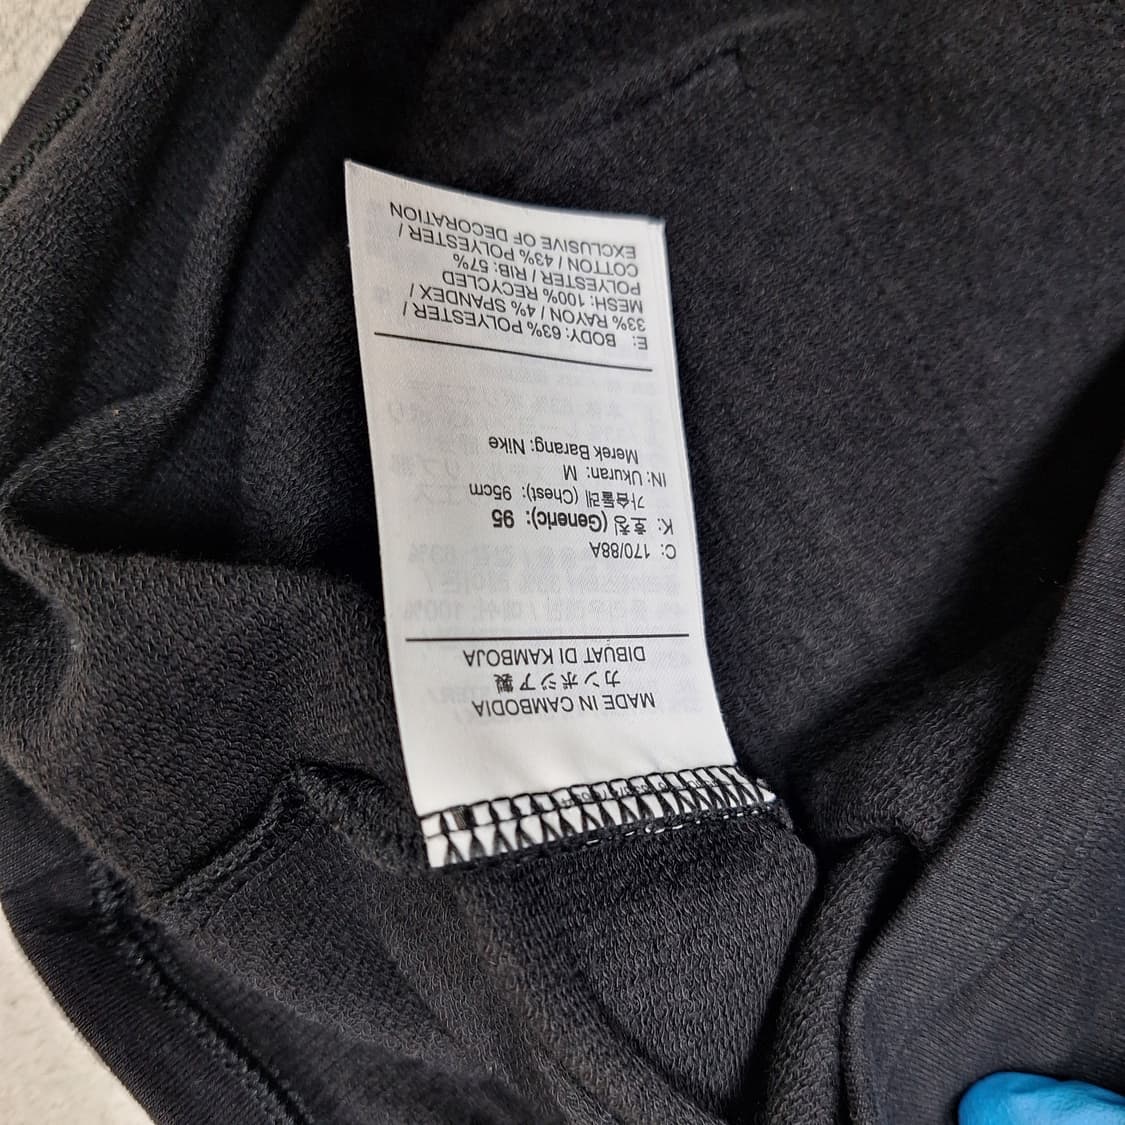 MADE IN CAMBODIA
カンボジア製
DIBUAT DI KAMBOJA
C: 170/88A
K: 호칭 (Generic): 95
가슴둘레 (Chest): 95cm
IN: Ukuran: M
Merek Barang: Nike
E: BODY: 63% POLYESTER /
33% RAYON / 4% SPANDEX /
MESH: 100% RECYCLED
POLYESTER / RIB: 57%
COTTON / 43% POLYESTER /
EXCLUSIVE OF DECORATION